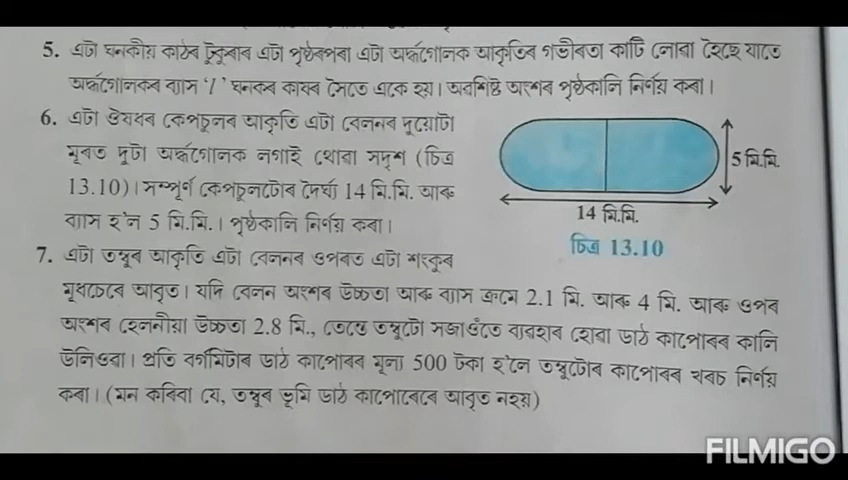 5. এটা ঘনকীয় কাঠৰ টুকুৰাৰ এটা পৃষ্ঠৰপৰা এটা অৰ্দ্ধগোলক আকৃতিৰ গভীৰতা কাটি লোৱা হৈছে যাতে
অৰ্দ্ধগোলকৰ ব্যাস ‘l’ ঘনকৰ কাষৰ সৈতে একে হয়। অৱশিষ্ট অংশৰ পৃষ্ঠকালি নিৰ্ণয় কৰা।
6. এটা ঔষধৰ কেপচুলৰ আকৃতি এটা বেলনৰ দুয়োটা
মূৰত দুটা অৰ্দ্ধগোলক লগাই থোৱা সদৃশ (চিত্ৰ
13.10)। সম্পূৰ্ণ কেপচুলটোৰ দৈৰ্ঘ্য 14 মি.মি. আৰু
ব্যাস হ'ল 5 মি.মি.। পৃষ্ঠকালি নিৰ্ণয় কৰা।
5 মি.মি.
14 মি.মি.
চিত্ৰ 13.10
7. এটা তম্বুৰ আকৃতি এটা বেলনৰ ওপৰত এটা শংকুৰ
মূধচেৰে আবৃত। যদি বেলন অংশৰ উচ্চতা আৰু ব্যাস ক্ৰমে 2.1 মি. আৰু 4 মি. আৰু ওপৰ
অংশৰ হেলনীয়া উচ্চতা 2.8 মি., তেন্তে তম্বুটো সজাওঁতে ব্যৱহাৰ হোৱা ডাঠ কাপোৰৰ কালি
উলিওৱা। প্ৰতি বৰ্গমিটাৰ ডাঠ কাপোৰৰ মূল্য 500 টকা হ'লে তম্বুটোৰ কাপোৰৰ খৰচ নিৰ্ণয়
কৰা। (মন কৰিবা যে, তম্বুৰ ভূমি ডাঠ কাপোৰেৰে আবৃত নহয়)
FILMIGO